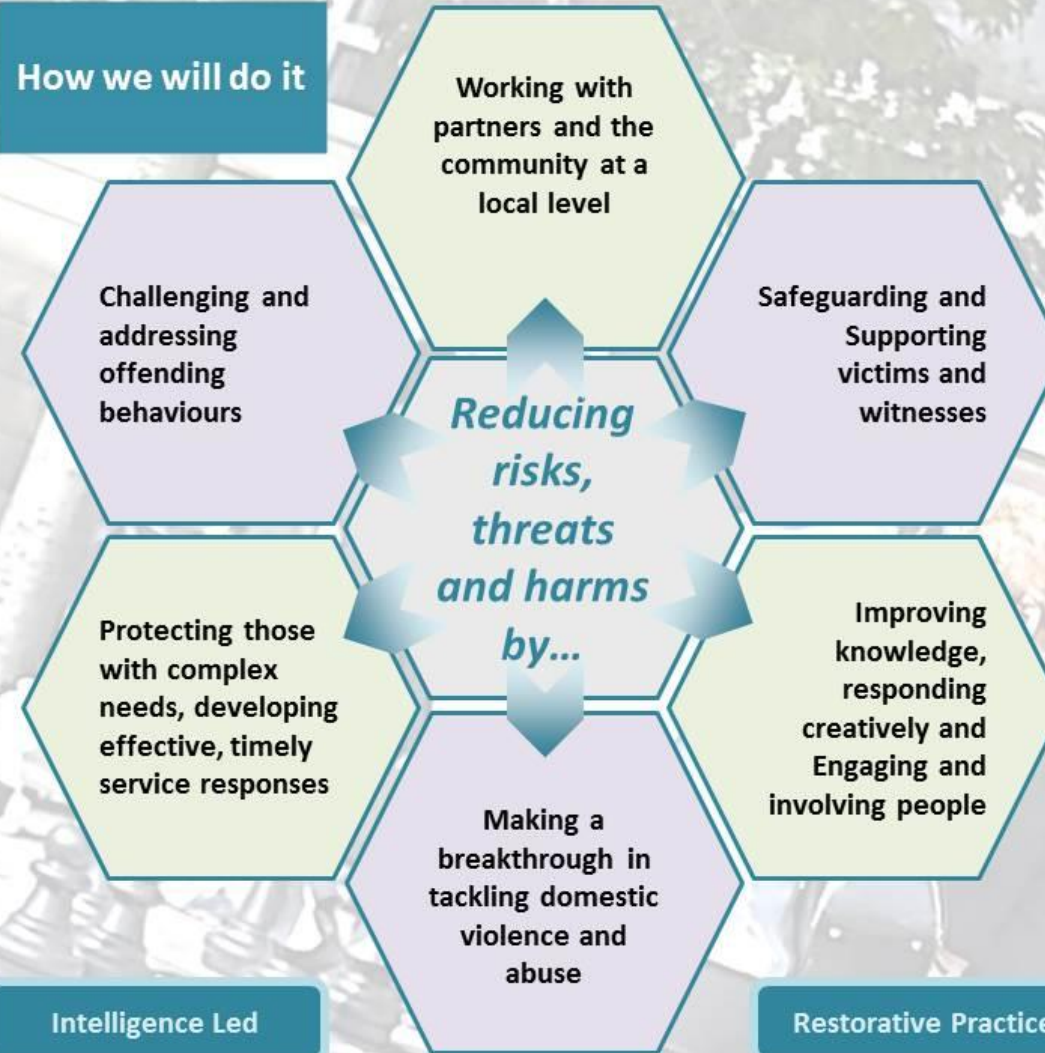 How we will do it
Working with
partners and the
community at a
local level
Challenging and
addressing
offending
behaviours
Safeguarding and
Supporting
victims and
witnesses
Reducing
risks,
threats
and harms
by...
Protecting those
with complex
needs, developing
effective, timely
service responses
Improving
knowledge,
responding
creatively and
Engaging and
involving people
Making a
breakthrough in
tackling domestic
violence and
abuse
Intelligence Led
Restorative Practice